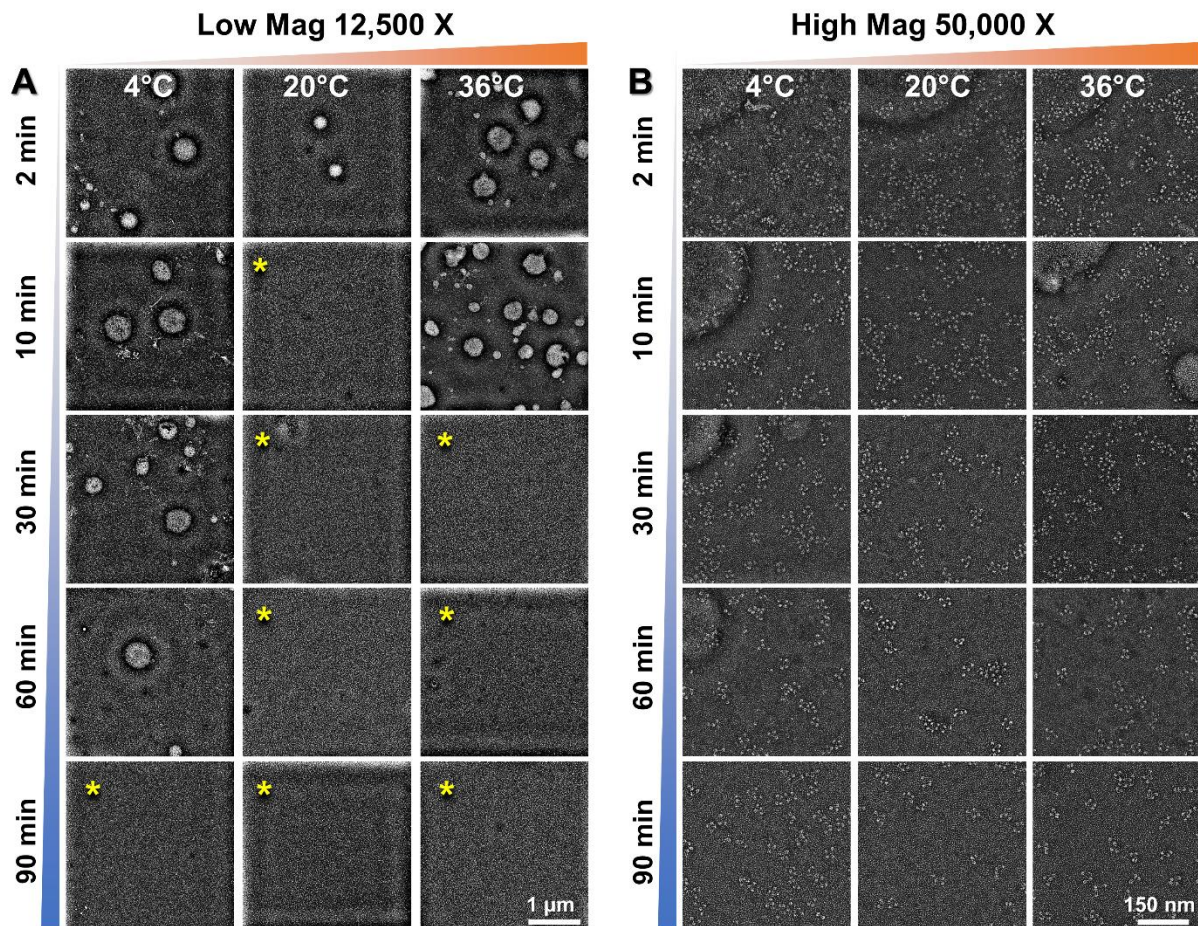 Low Mag 12,500 X
High Mag 50,000 X
A
4°C
20°C
36°C
2 min
10 min
*
30 min
*
*
60 min
*
*
90 min
*
*
*
1 µm
B
4°C
20°C
36°C
2 min
10 min
30 min
60 min
90 min
150 nm